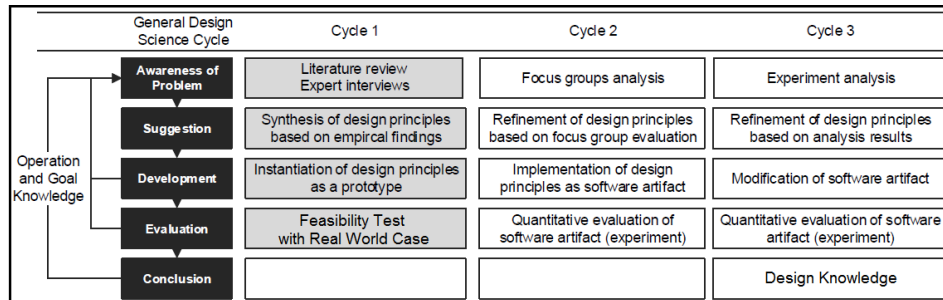 General Design
Science Cycle
Cycle 1
Cycle 2
Cycle 3
Operation
and Goal
Knowledge
Awareness of
Problem
Literature review
Expert interviews
Focus groups analysis
Experiment analysis
Suggestion
Synthesis of design principles
based on empircal findings
Refinement of design principles
based on focus group evaluation
Refinement of design principles
based on analysis results
Development
Instantiation of design principles
as a prototype
Implementation of design
principles as software artifact
Modification of software artifact
Evaluation
Feasibility Test
with Real World Case
Quantitative evaluation of
software artifact (experiment)
Quantitative evaluation of software
artifact (experiment)
Conclusion
Design Knowledge